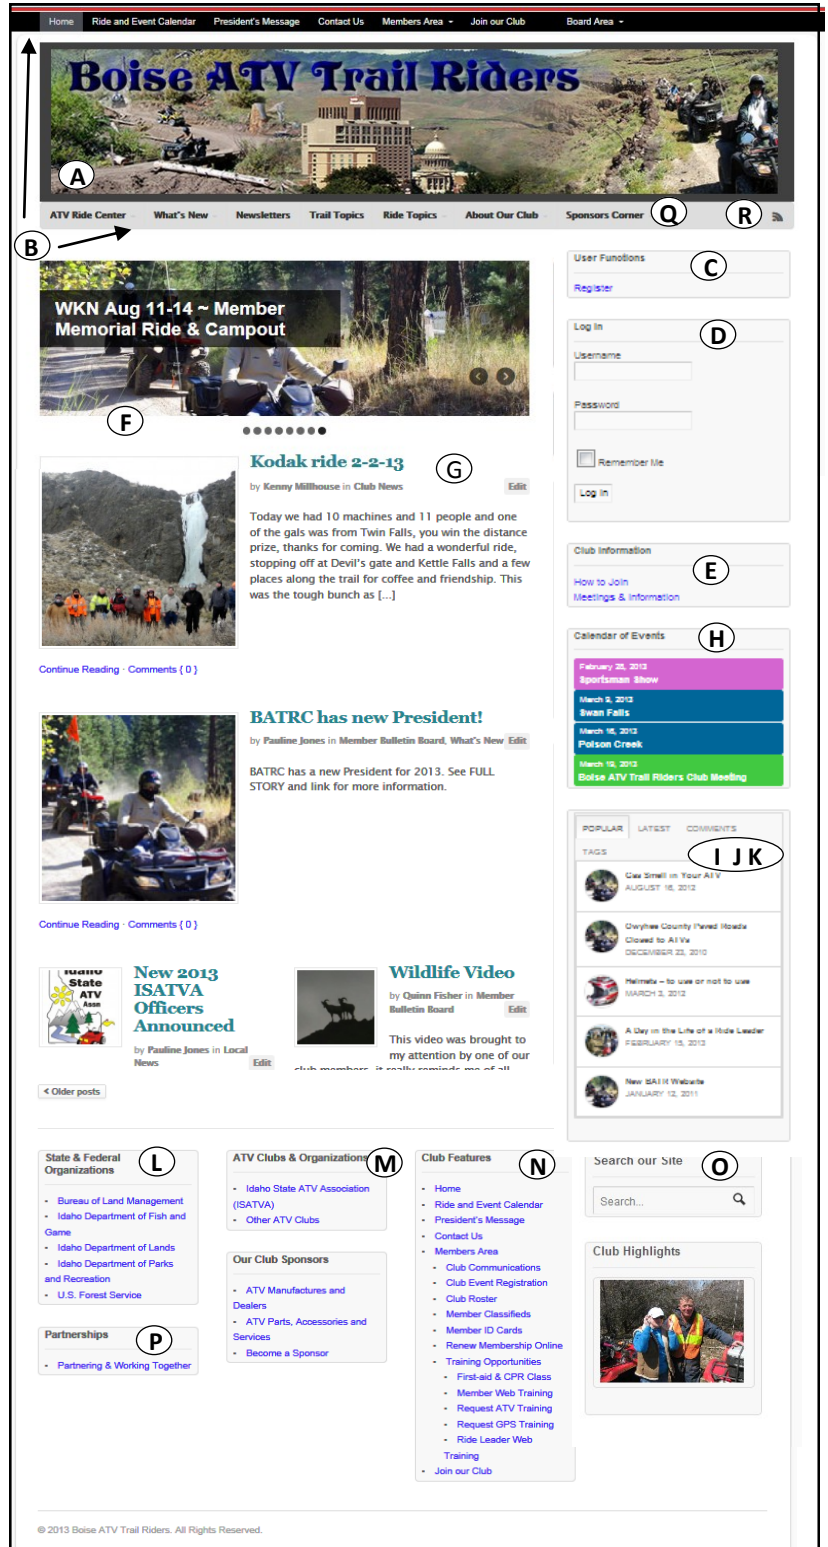 Home Ride and Event Calendar President's Message Contact Us Members Area Join our Club Board Area
Boise ATV Trail Riders
A
ATV Ride Center What's New Newsletters Trail Topics Ride Topics About Our Club Sponsors Corner Q R
B
WKN Aug 11-14 ~ Member
Memorial Ride & Campout
F
Kodak ride 2-2-13 G
by Kenny Millhouse in Club News Edit
Today we had 10 machines and 11 people and one
of the gals was from Twin Falls, you win the distance
prize, thanks for coming. We had a wonderful ride,
stopping off at Devil's gate and Kettle Falls and a few
places along the trail for coffee and friendship. This
was the tough bunch as [...]
Continue Reading · Comments { 0 }
BATRC has new President!
by Pauline Jones in Member Bulletin Board, What's New Edit
BATRC has a new President for 2013. See FULL
STORY and link for more information.
Continue Reading · Comments { 0 }
Idaho
State
ATV
Assn
New 2013
ISATVA
Officers
Announced
by Pauline Jones in Local
News Edit
Wildlife Video
by Quinn Fisher in Member
Bulletin Board Edit
This video was brought to
my attention by one of our
club members, it really reminds me of all
< Older posts
User Functions C
Register
Log In D
Username
Password
Remember Me
Log In
Club Information E
How to Join
Meetings & Information
Calendar of Events H
February 28, 2013
Sportsman Show
March 9, 2013
Swan Falls
March 16, 2013
Poison Creek
March 19, 2013
Boise ATV Trail Riders Club Meeting
POPULAR LATEST COMMENTS
TAGS I J K
Gas Smell in Your ATV
AUGUST 16, 2012
Owyhee County Paved Roads
Closed to ATVs
DECEMBER 23, 2010
Helmets – to use or not to use
MARCH 3, 2012
A Day in the Life of a Ride Leader
FEBRUARY 15, 2013
New BATR Website
JANUARY 12, 2011
State & Federal
Organizations L
- Bureau of Land Management
- Idaho Department of Fish and
Game
- Idaho Department of Lands
- Idaho Department of Parks
and Recreation
- U.S. Forest Service
Partnerships P
- Partnering & Working Together
ATV Clubs & Organizations M
- Idaho State ATV Association
(ISATVA)
- Other ATV Clubs
Our Club Sponsors
- ATV Manufactures and
Dealers
- ATV Parts, Accessories and
Services
- Become a Sponsor
Club Features N
- Home
- Ride and Event Calendar
- President's Message
- Contact Us
- Members Area
- Club Communications
- Club Event Registration
- Club Roster
- Member Classifieds
- Member ID Cards
- Renew Membership Online
- Training Opportunities
- First-aid & CPR Class
- Member Web Training
- Request ATV Training
- Request GPS Training
- Ride Leader Web
Training
- Join our Club
Search our Site O
Search...
Club Highlights
© 2013 Boise ATV Trail Riders. All Rights Reserved.